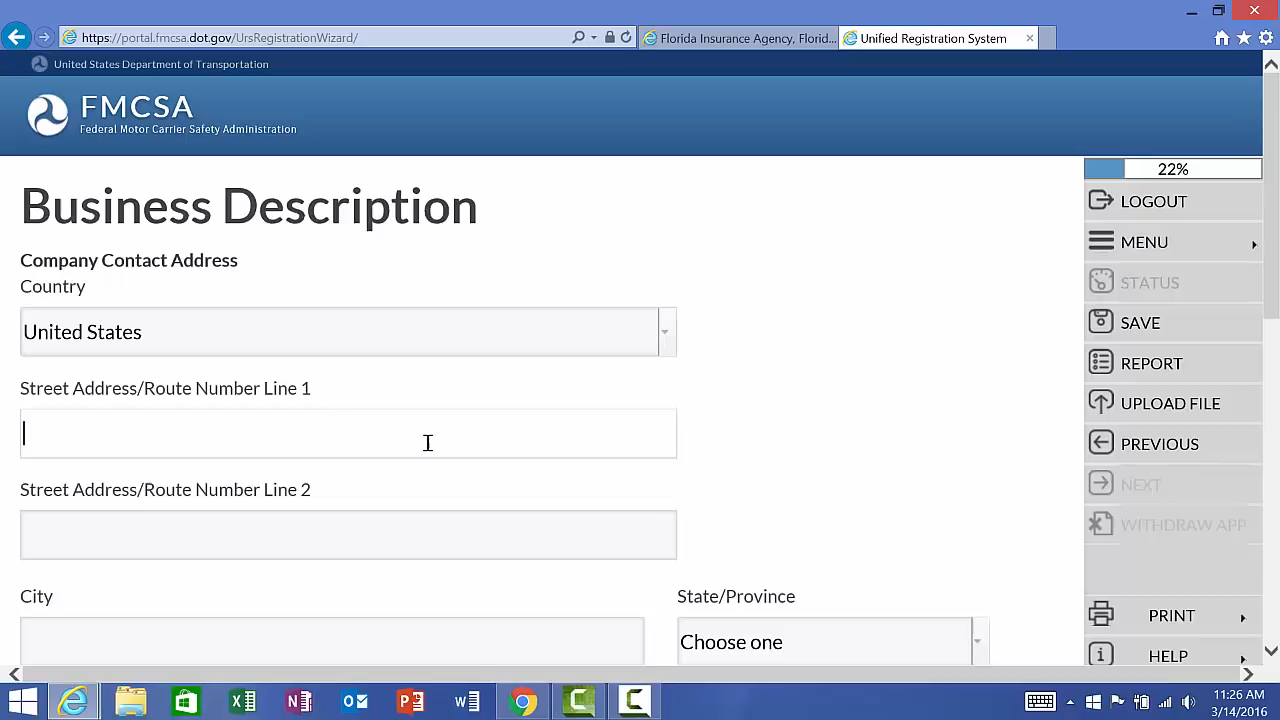 https://portal.fmcsa.dot.gov/UrsRegistrationWizard/
Florida Insurance Agency, Florid...
Unified Registration System
United States Department of Transportation
FMCSA
Federal Motor Carrier Safety Administration
22%
Business Description
LOGOUT
MENU
Company Contact Address
Country
STATUS
United States
SAVE
REPORT
Street Address/Route Number Line 1
UPLOAD FILE
PREVIOUS
Street Address/Route Number Line 2
NEXT
WITHDRAW APP
City
State/Province
PRINT
Choose one
HELP
11:26 AM
3/14/2016